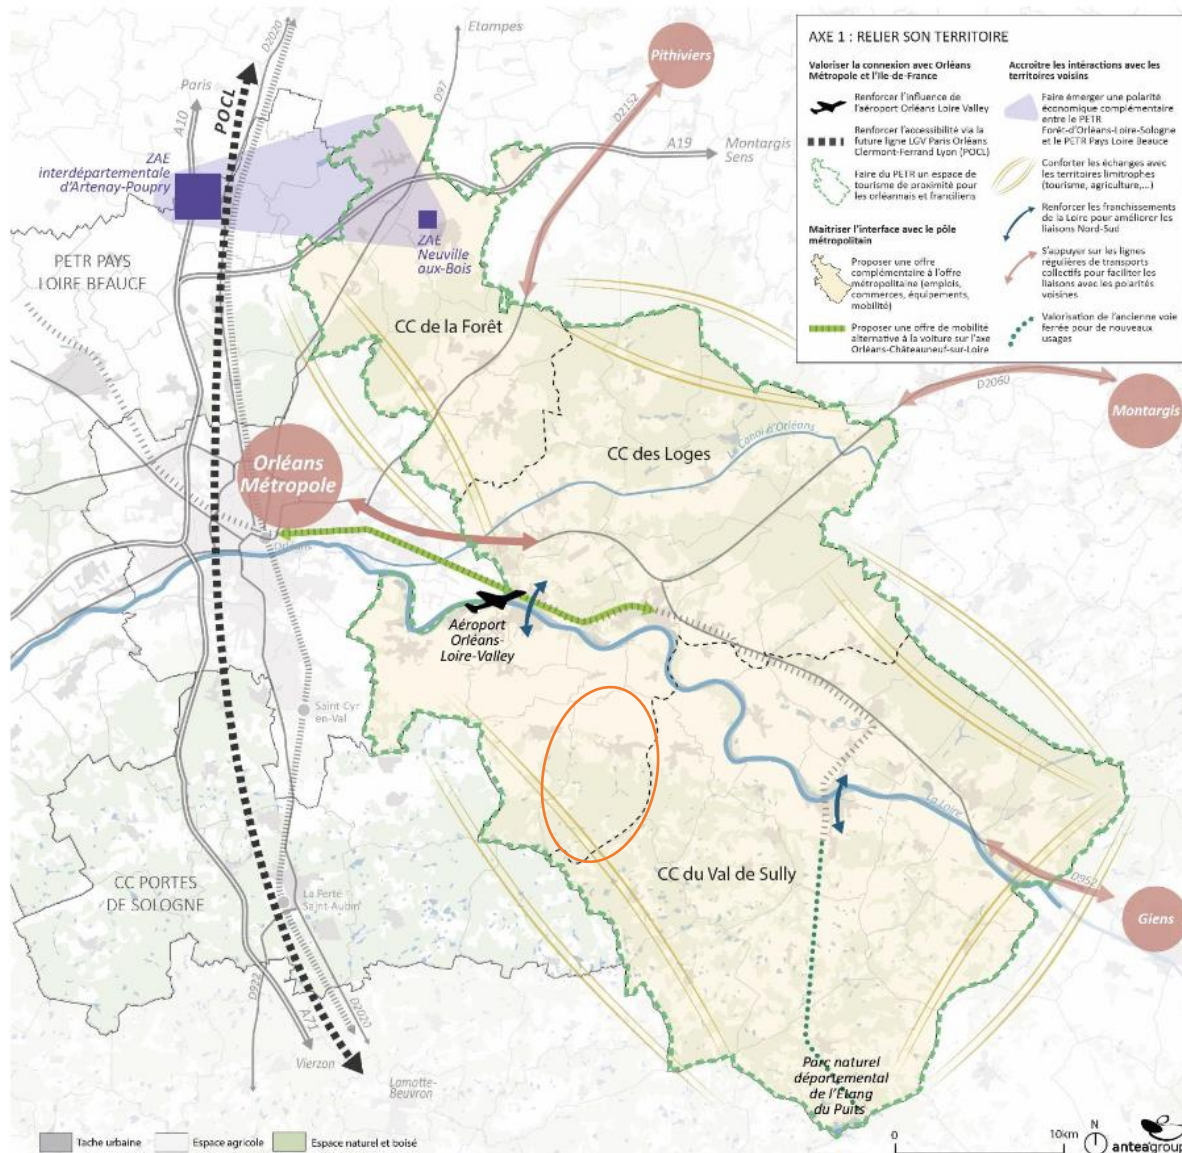 AXE 1 : RELIER SON TERRITOIRE
Valoriser la connexion avec Orléans
Métropole et l'Ile-de-France
Renforcer l'influence de
l'aéroport Orléans Loire Valley
Renforcer l'accessibilité via la
future ligne LGV Paris Orléans
Clermont-Ferrand Lyon (POCL)
Faire du PETR un espace de
tourisme de proximité pour
les orléannais et franciliens
Maitriser l'interface avec le pôle
métropolitain
Proposer une offre
complémentaire à l'offre
métropolitaine (emplois,
commerces, équipements,
mobilité)
Proposer une offre de mobilité
alternative à la voiture sur l'axe
Orléans-Châteauneuf-sur-Loire
Accroitre les intéractions avec les
territoires voisins
Faire émerger une polarité
économique complémentaire
entre le PETR
Forêt-d'Orléans-Loire-Sologne
et le PETR Pays Loire Beauce
Conforter les échanges avec
les territoires limitrophes
(tourisme, agriculture,...)
Renforcer les franchissements
de la Loire pour améliorer les
liaisons Nord-Sud
S'appuyer sur les lignes
régulières de transports
collectifs pour faciliter les
liaisons avec les polarités
voisines
Valorisation de l'ancienne voie
ferrée pour de nouveaux
usages
Etampes
D2020
Pithiviers
Paris
POCL
D97
A10
D2152
A19
Montargis
Sens
ZAE
interdépartementale
d'Artenay-Poupry
ZAE
Neuville
aux-Bois
PETR PAYS
LOIRE BEAUCE
CC de la Forêt
D2060
Montargis
Le Canal d'Orléans
CC des Loges
Orléans
Métropole
Orléans
Aéroport
Orléans-
Loire-Valley
Saint-Cyr
en-Val
La Loire
CC du Val de Sully
CC PORTES
DE SOLOGNE
La Ferté
Saint-Aubin
D952
Giens
D922
A71
D2020
Vierzon
Lamotte-
Beuvron
Parc naturel
départemental
de l'Étang
du Puits
Tache urbaine
Espace agricole
Espace naturel et boisé
0
10km
N
anteagroup